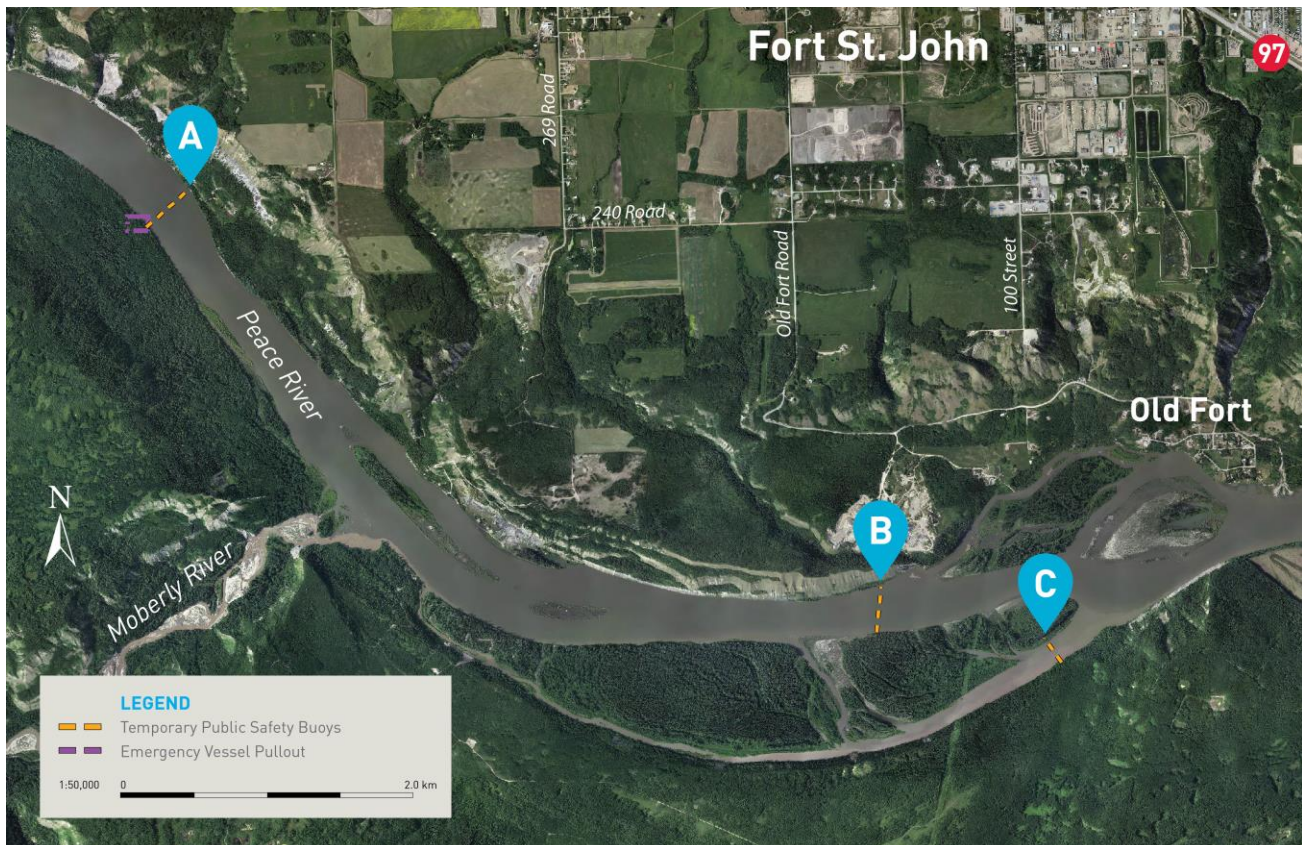 Fort St. John
97
A
269 Road
240 Road
Old Fort Road
100 Street
Peace River
Old Fort
N
B
C
Moberly River
LEGEND
Temporary Public Safety Buoys
Emergency Vessel Pullout
1:50,000 0 2.0 km